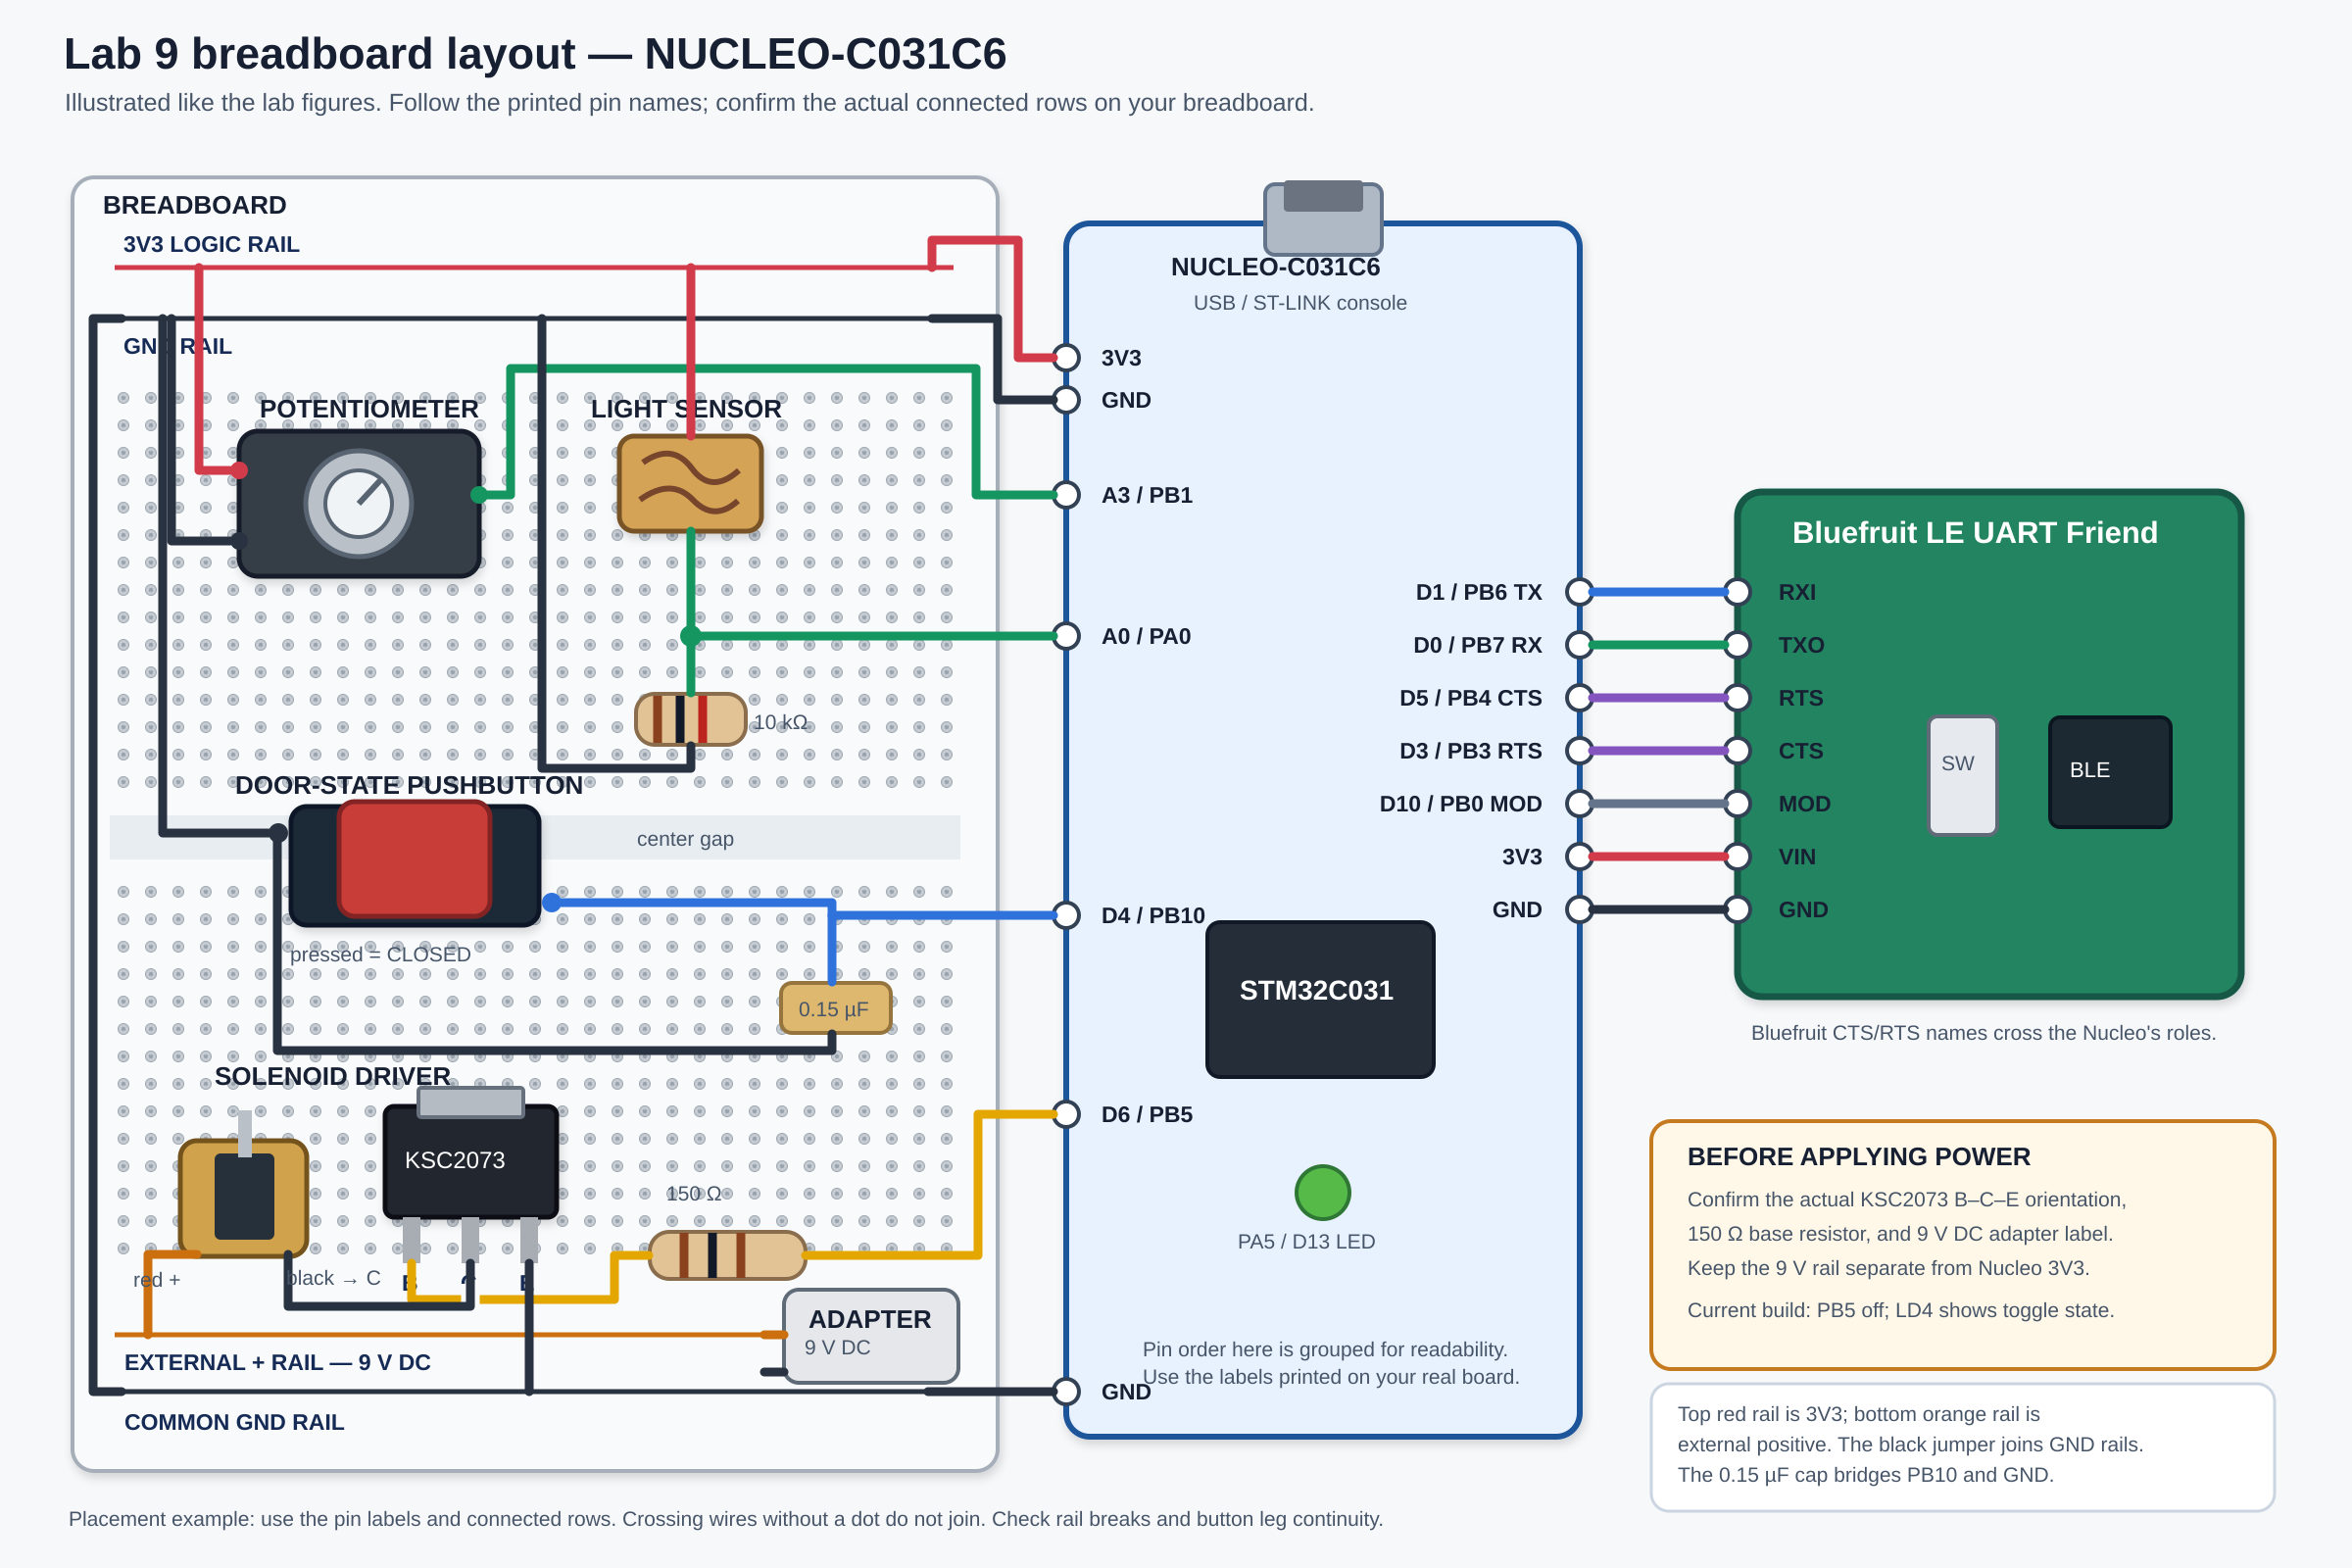 Lab 9 breadboard layout — NUCLEO-C031C6
Illustrated like the lab figures. Follow the printed pin names; confirm the actual connected rows on your breadboard.
BREADBOARD
3V3 LOGIC RAIL
GND RAIL
POTENTIOMETER
LIGHT SENSOR
10 kΩ
DOOR-STATE PUSHBUTTON
center gap
pressed = CLOSED
0.15 µF
SOLENOID DRIVER
KSC2073
150 Ω
red +
black → C
B
C
E
ADAPTER
9 V DC
EXTERNAL + RAIL — 9 V DC
COMMON GND RAIL
NUCLEO-C031C6
USB / ST-LINK console
3V3
GND
A3 / PB1
A0 / PA0
D4 / PB10
D6 / PB5
GND
D1 / PB6 TX
D0 / PB7 RX
D5 / PB4 CTS
D3 / PB3 RTS
D10 / PB0 MOD
3V3
GND
STM32C031
PA5 / D13 LED
Pin order here is grouped for readability.
Use the labels printed on your real board.
Bluefruit LE UART Friend
RXI
TXO
RTS
CTS
MOD
VIN
GND
SW
BLE
Bluefruit CTS/RTS names cross the Nucleo's roles.
BEFORE APPLYING POWER
Confirm the actual KSC2073 B–C–E orientation,
150 Ω base resistor, and 9 V DC adapter label.
Keep the 9 V rail separate from Nucleo 3V3.
Current build: PB5 off; LD4 shows toggle state.
Top red rail is 3V3; bottom orange rail is
external positive. The black jumper joins GND rails.
The 0.15 µF cap bridges PB10 and GND.
Placement example: use the pin labels and connected rows. Crossing wires without a dot do not join. Check rail breaks and button leg continuity.